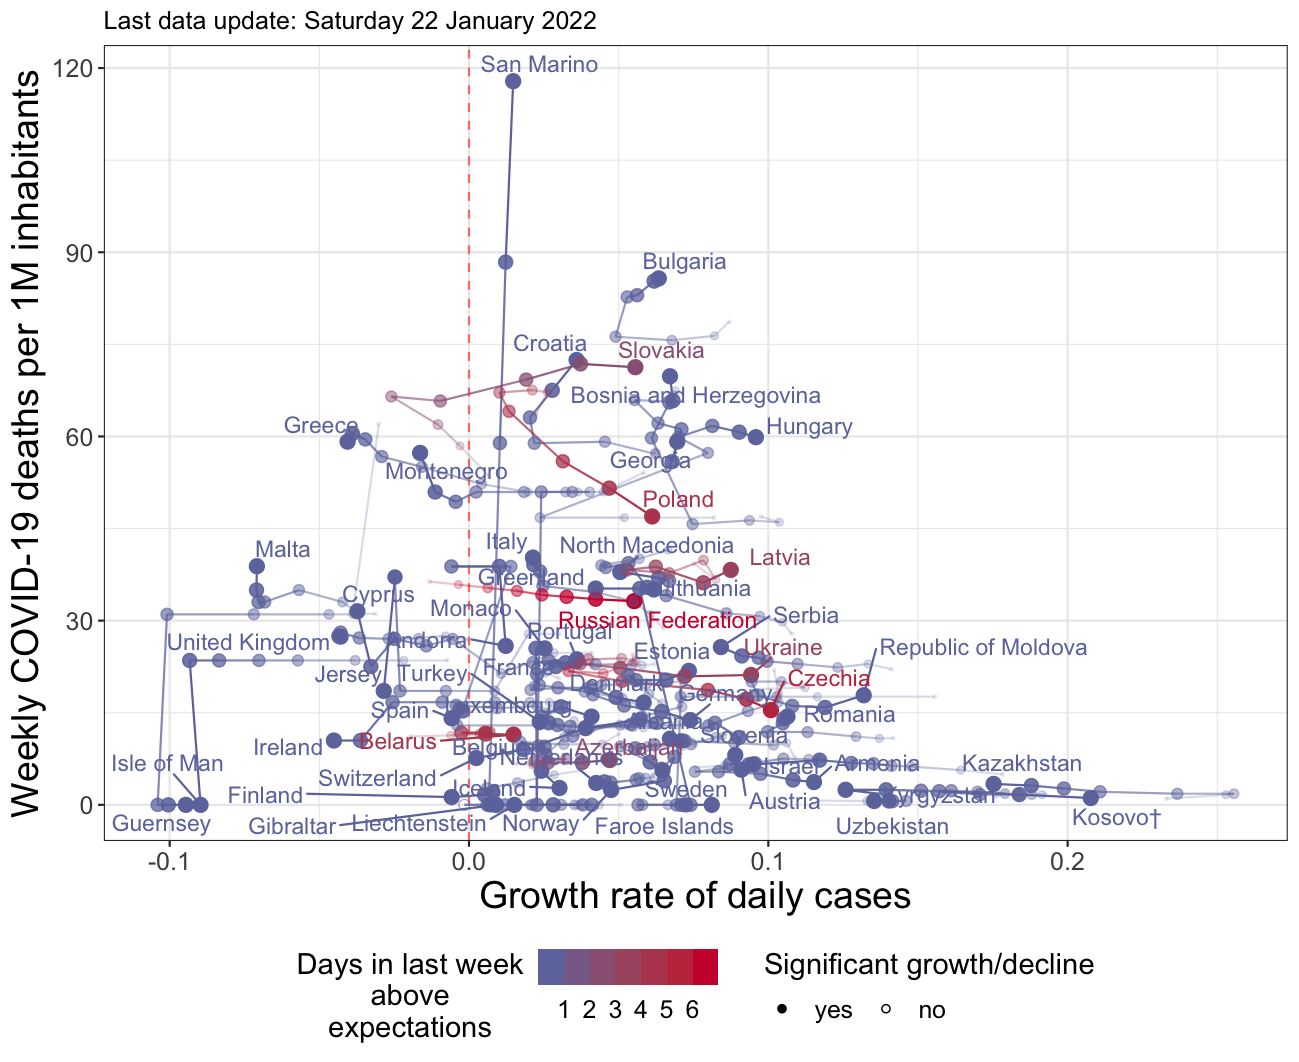 Last data update: Saturday 22 January 2022
Weekly COVID-19 deaths per 1M inhabitants
120
90
60
30
0
San Marino
Bulgaria
Croatia
Slovakia
Bosnia and Herzegovina
Greece
Hungary
Georgia
Montenegro
Poland
Italy
North Macedonia
Malta
Latvia
Greenland
Lithuania
Cyprus
Monaco
Serbia
Russian Federation
Portugal
United Kingdom
Andorra
Estonia
Ukraine
Republic of Moldova
France
Jersey
Turkey
Czechia
Denmark
Germany
Spain
Luxembourg
Romania
Albania
Slovenia
Ireland
Belarus
Belgium
Azerbaijan
Netherlands
Isle of Man
Israel
Armenia
Kazakhstan
Switzerland
Finland
Iceland
Sweden
Austria
Kyrgyzstan
Guernsey
Gibraltar
Liechtenstein
Norway
Faroe Islands
Uzbekistan
Kosovo†
-0.1
0.0
0.1
0.2
Growth rate of daily cases
Days in last week
above
expectations
1 2 3 4 5 6
Significant growth/decline
yes
no